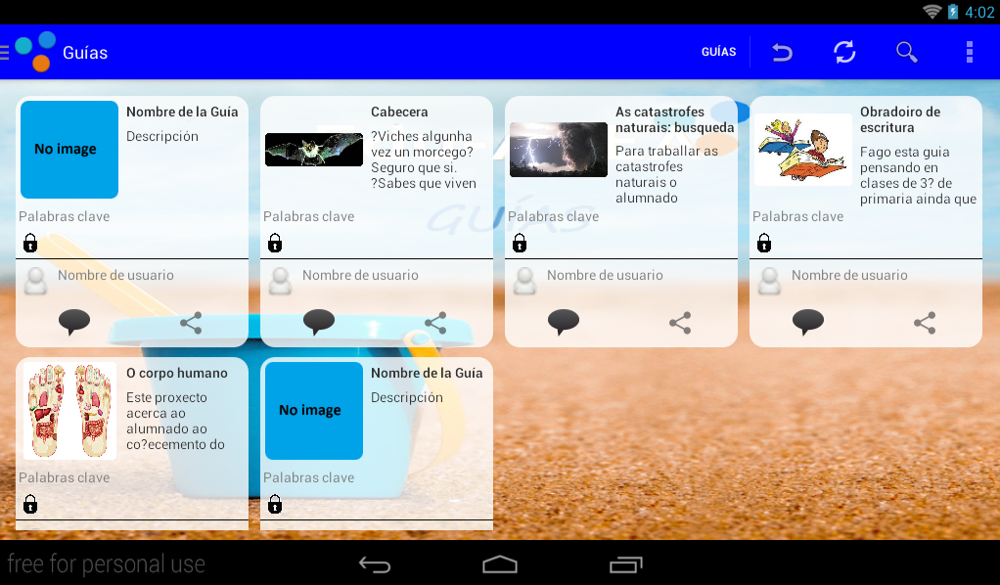 4:02
Guías
GUÍAS
Nombre de la Guía
Descripción
No image
Palabras clave
Nombre de usuario
Cabecera
?Viches algunha
vez un morcego?
Seguro que si.
?Sabes que viven
Palabras clave
Nombre de usuario
As catastrofes
naturais: busqueda
Para traballar as
catastrofes
naturais o
alumnado
Palabras clave
Nombre de usuario
Obradoiro de
escritura
Fago esta guia
pensando en
clases de 3? de
primaria ainda que
Palabras clave
Nombre de usuario
GUÍAS
O corpo humano
Este proxecto
acerca ao
alumnado ao
co?ecemento do
Palabras clave
Nombre de la Guía
Descripción
No image
Palabras clave
free for personal use